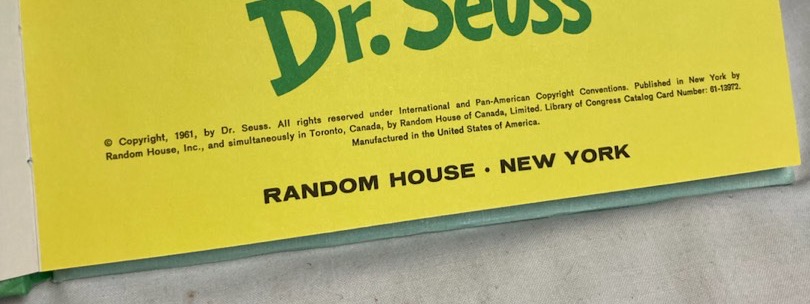 Dr. Seuss
© Copyright, 1961, by Dr. Seuss. All rights reserved under International and Pan-American Copyright Conventions. Published in New York by
Random House, Inc., and simultaneously in Toronto, Canada, by Random House of Canada, Limited. Library of Congress Catalog Card Number: 61-13972.
Manufactured in the United States of America.
RANDOM HOUSE · NEW YORK